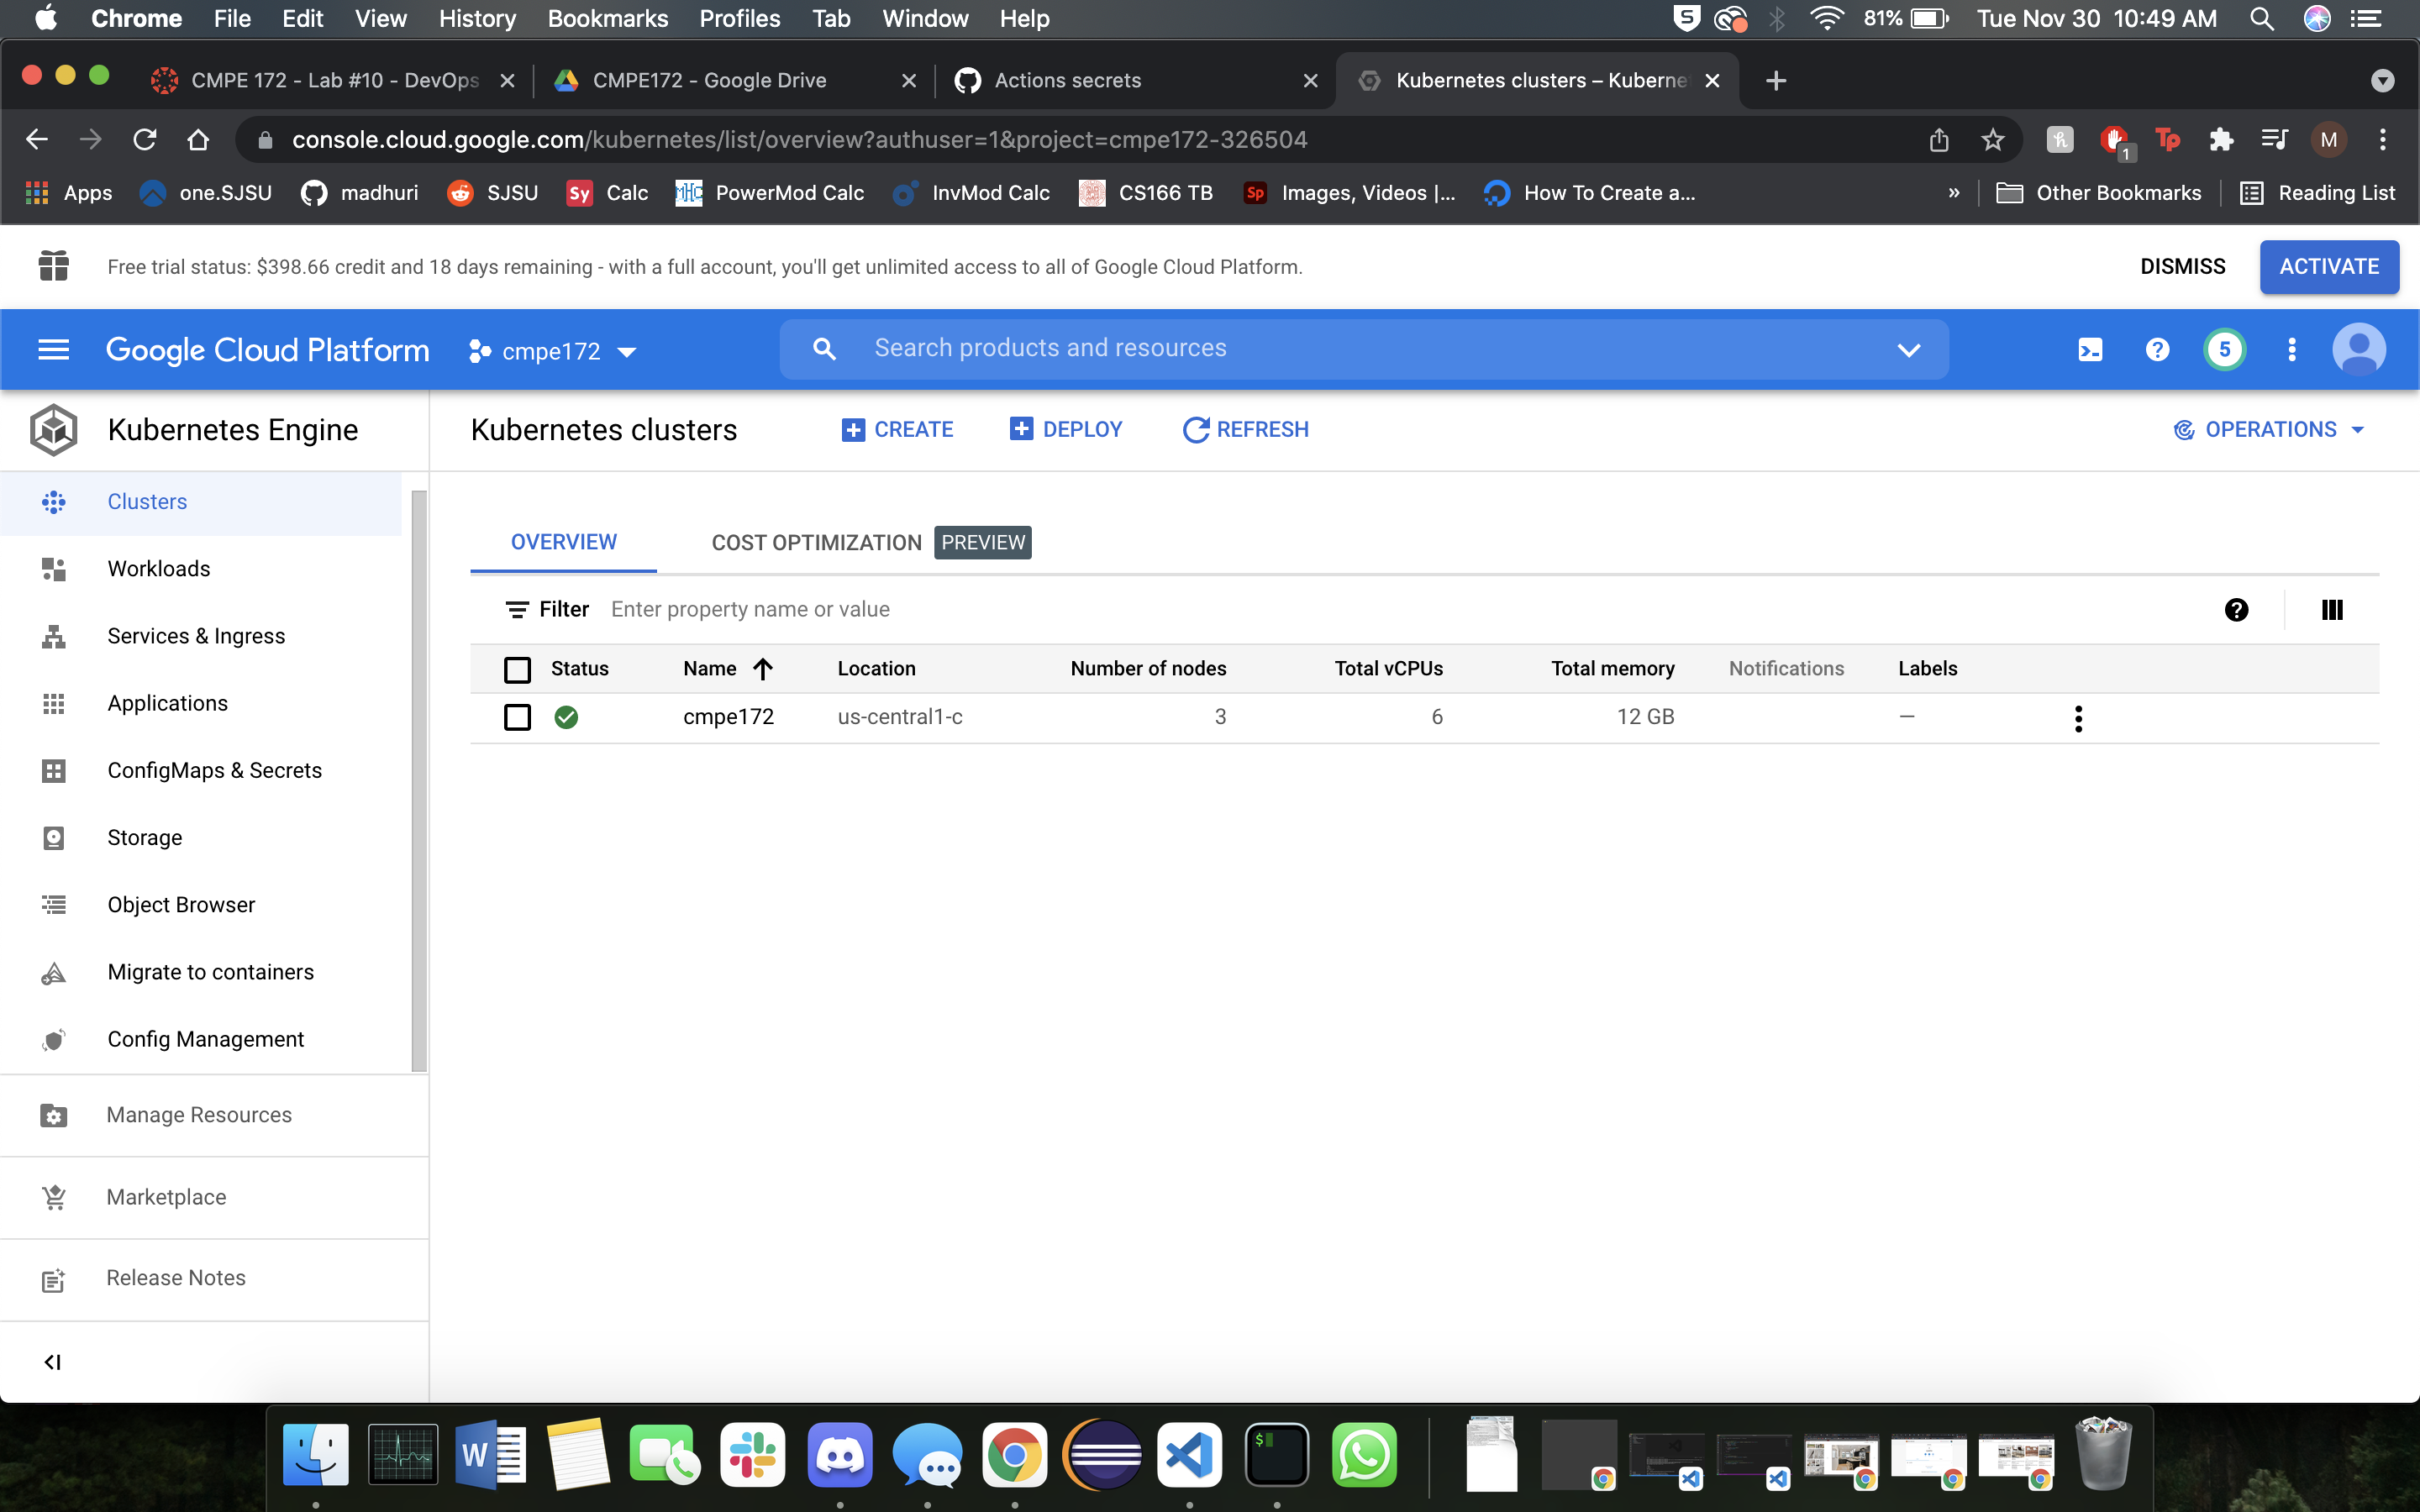 Chrome File Edit View History Bookmarks Profiles Tab Window Help 81% Tue Nov 30 10:49 AM
CMPE 172 - Lab #10 - DevOps CMPE172 - Google Drive Actions secrets Kubernetes clusters – Kuberne
console.cloud.google.com/kubernetes/list/overview?authuser=1&project=cmpe172-326504 1 Tp M
Apps one.SJSU madhuri SJSU Sy Calc MHC PowerMod Calc InvMod Calc CS166 TB Sp Images, Videos |... How To Create a... » Other Bookmarks Reading List
Free trial status: $398.66 credit and 18 days remaining - with a full account, you'll get unlimited access to all of Google Cloud Platform. DISMISS ACTIVATE
Google Cloud Platform cmpe172 Search products and resources 5
Kubernetes Engine
Kubernetes clusters CREATE DEPLOY REFRESH OPERATIONS
Clusters
Workloads
Services & Ingress
Applications
ConfigMaps & Secrets
Storage
Object Browser
Migrate to containers
Config Management
Manage Resources
Marketplace
Release Notes
OVERVIEW COST OPTIMIZATION PREVIEW
Filter Enter property name or value
Status Name Location Number of nodes Total vCPUs Total memory Notifications Labels
cmpe172 us-central1-c 3 6 12 GB —